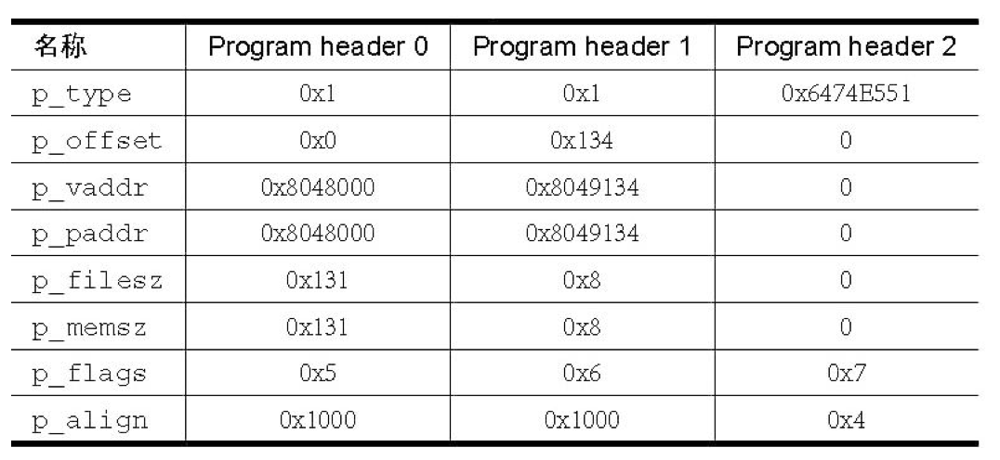 名称 Program header 0 Program header 1 Program header 2
p_type 0x1 0x1 0x6474E551
p_offset 0x0 0x134 0
p_vaddr 0x8048000 0x8049134 0
p_paddr 0x8048000 0x8049134 0
p_filesz 0x131 0x8 0
p_memsz 0x131 0x8 0
p_flags 0x5 0x6 0x7
p_align 0x1000 0x1000 0x4